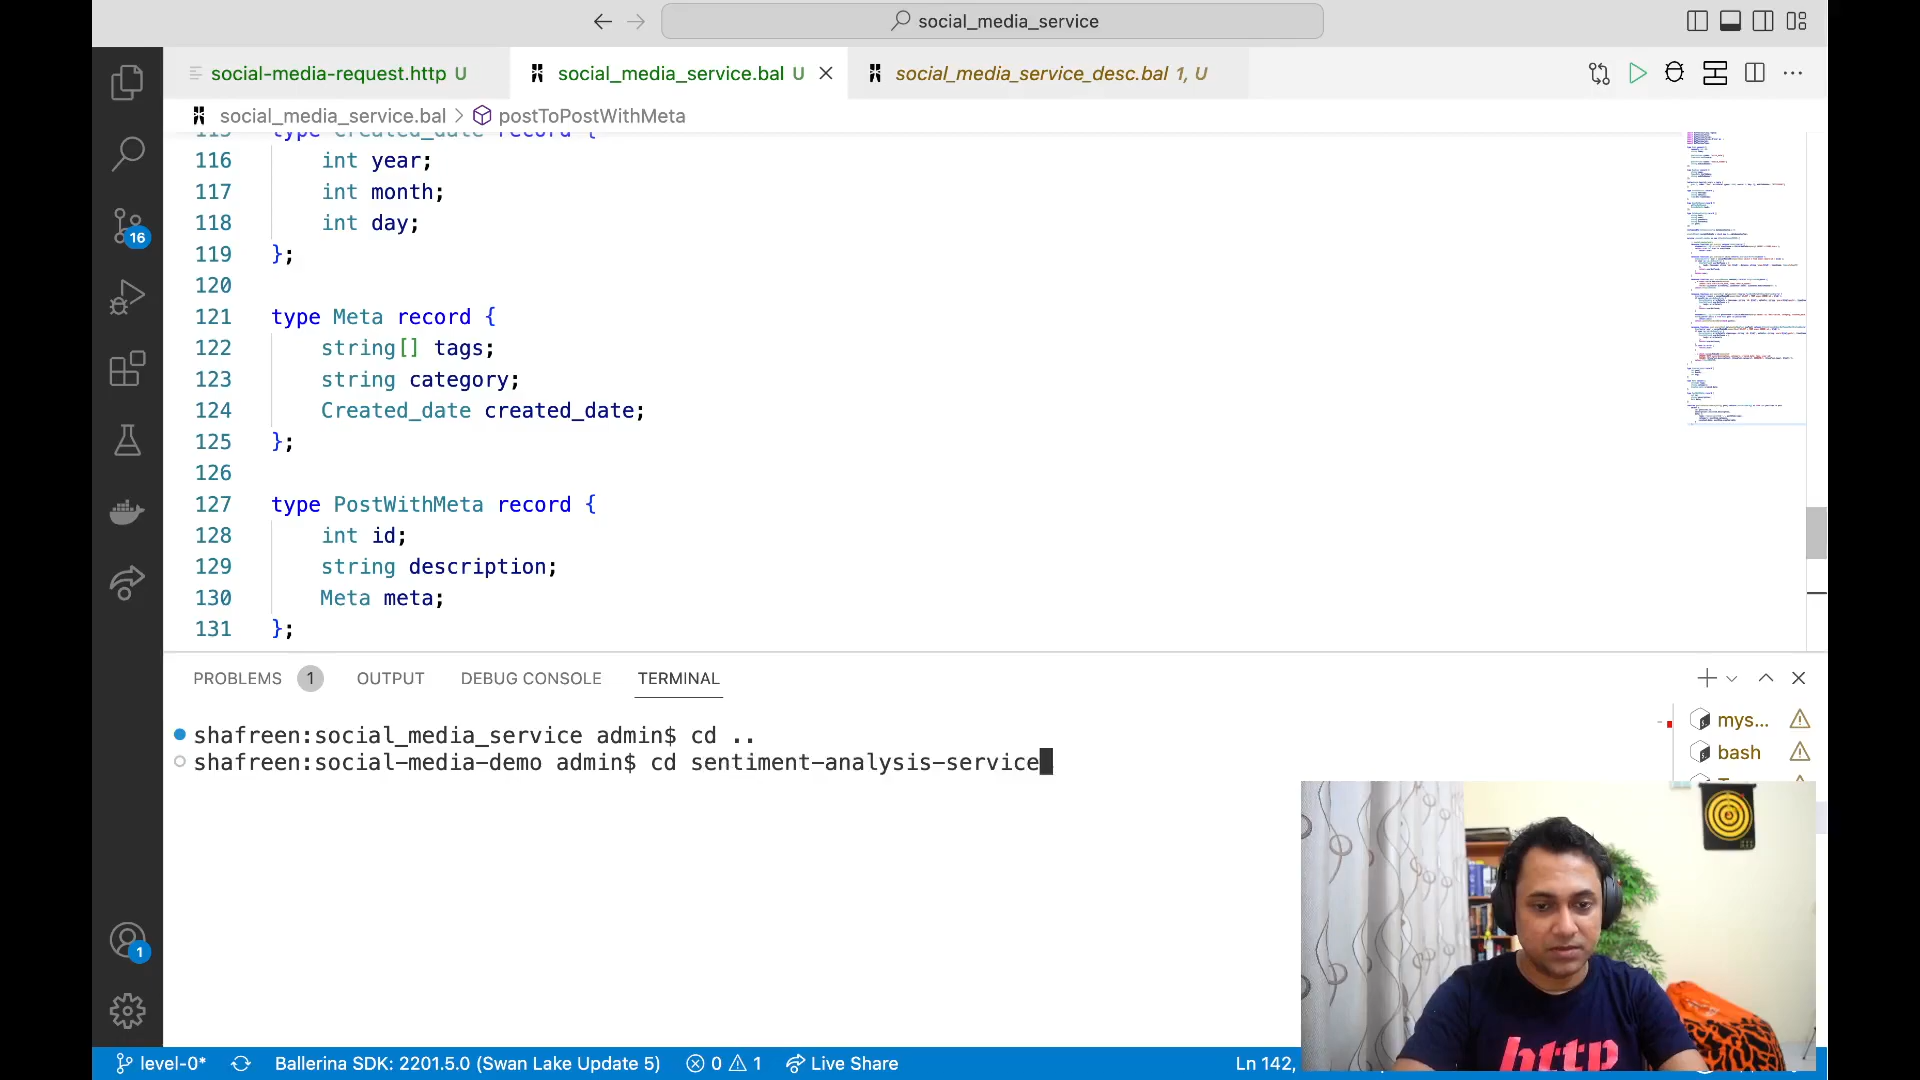 social_media_service
social-media-request.http U
social_media_service.bal U
social_media_service_desc.bal 1, U
social_media_service.bal
postToPostWithMeta
115 type Created_date record {
116 int year;
117 int month;
118 int day;
119 };
120
121 type Meta record {
122 string[] tags;
123 string category;
124 Created_date created_date;
125 };
126
127 type PostWithMeta record {
128 int id;
129 string description;
130 Meta meta;
131 };
16
1
PROBLEMS 1 OUTPUT DEBUG CONSOLE TERMINAL
shafreen:social_media_service admin$ cd ..
shafreen:social-media-demo admin$ cd sentiment-analysis-service
mys...
bash
http
level-0*
Ballerina SDK: 2201.5.0 (Swan Lake Update 5)
0 1
Live Share
Ln 142,